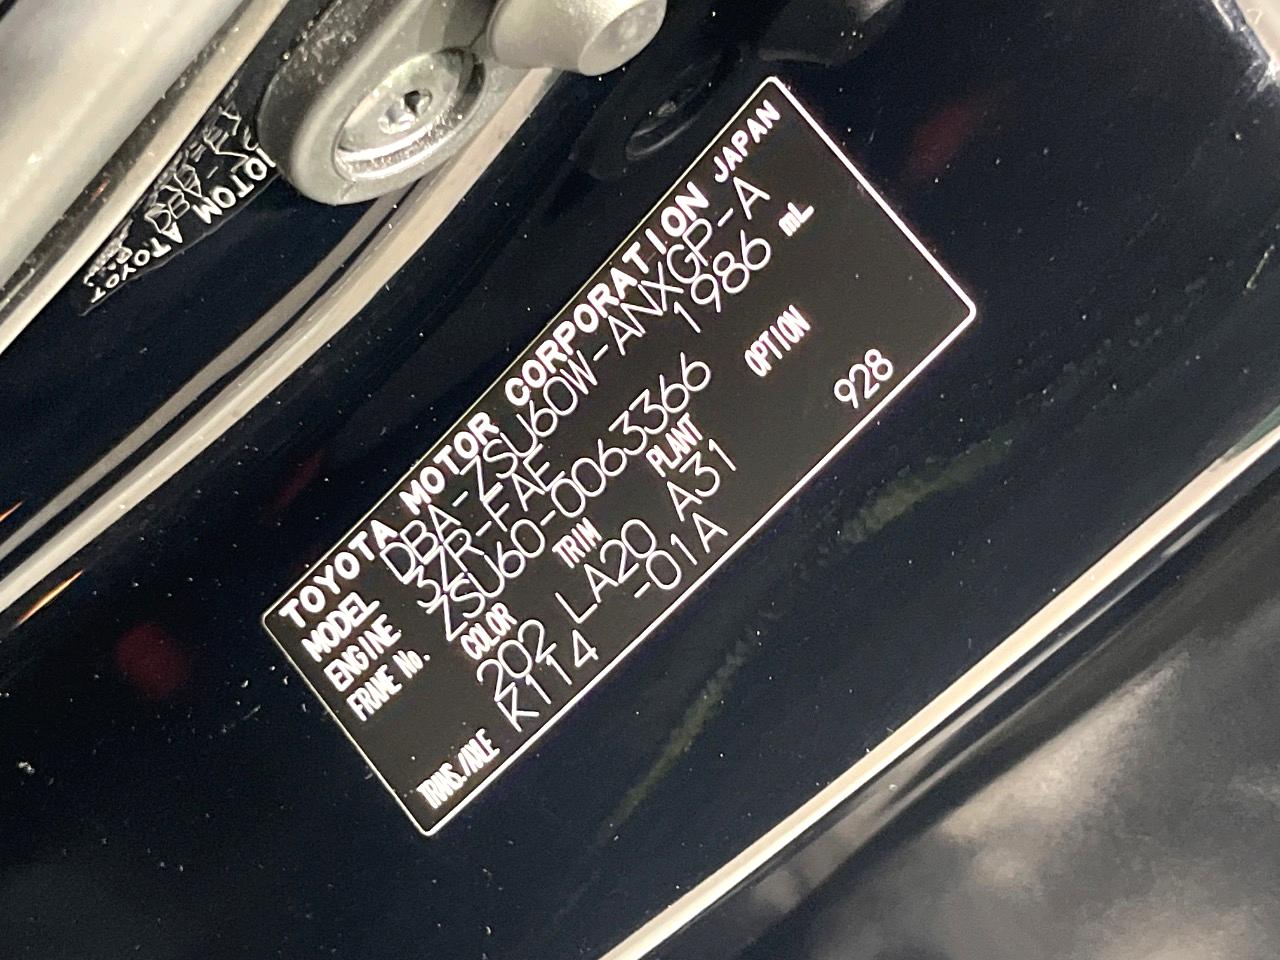 TOYOTA MOTOR CORPORATION JAPAN
MODEL DBA-ZSU60W-ANXGP-A
ENGINE 3ZR-FAE 1986 mL
FRAME No. ZSU60-0063366
COLOR TRIM PLANT OPTION
202 LA20 A31
TRANS./AXLE K114 -01A 928